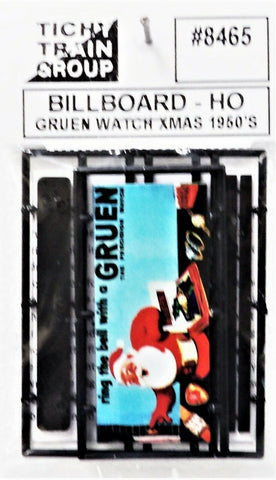 TICHY
TRAIN
GROUP
#8465
BILLBOARD - HO
GRUEN WATCH XMAS 1950'S
ring the bell with a GRUEN
THE PRECISION WATCH